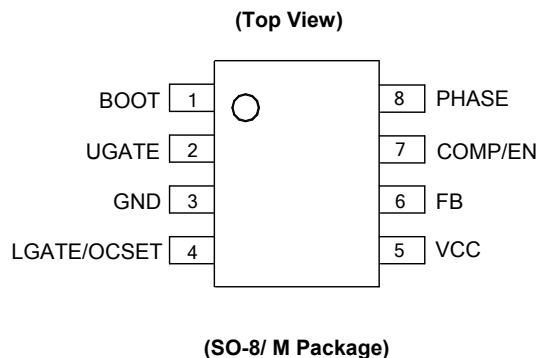 (Top View)
BOOT 1 8 PHASE
UGATE 2 7 COMP/EN
GND 3 6 FB
LGATE/OCSET 4 5 VCC
(SO-8/ M Package)